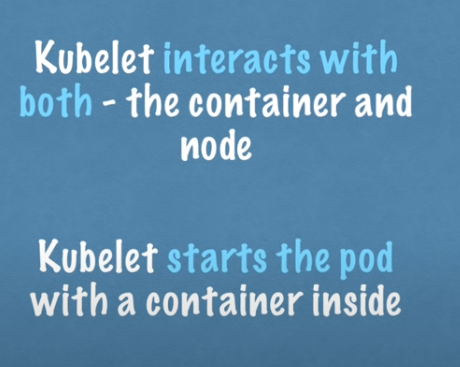 Kubelet interacts with
both - the container and
node
Kubelet starts the pod
with a container inside